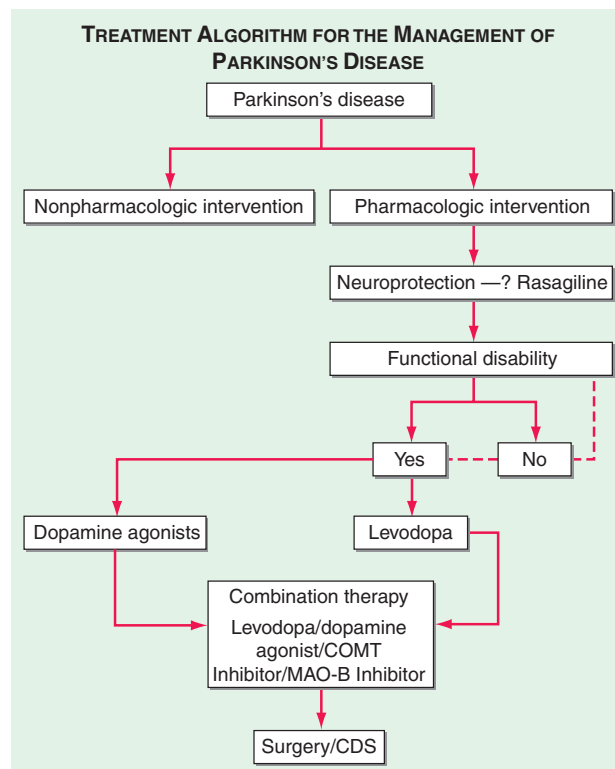 TREATMENT ALGORITHM FOR THE MANAGEMENT OF
PARKINSON'S DISEASE
Parkinson's disease
Nonpharmacologic intervention
Pharmacologic intervention
Neuroprotection —? Rasagiline
Functional disability
Yes
No
Dopamine agonists
Levodopa
Combination therapy
Levodopa/dopamine
agonist/COMT
Inhibitor/MAO-B Inhibitor
Surgery/CDS